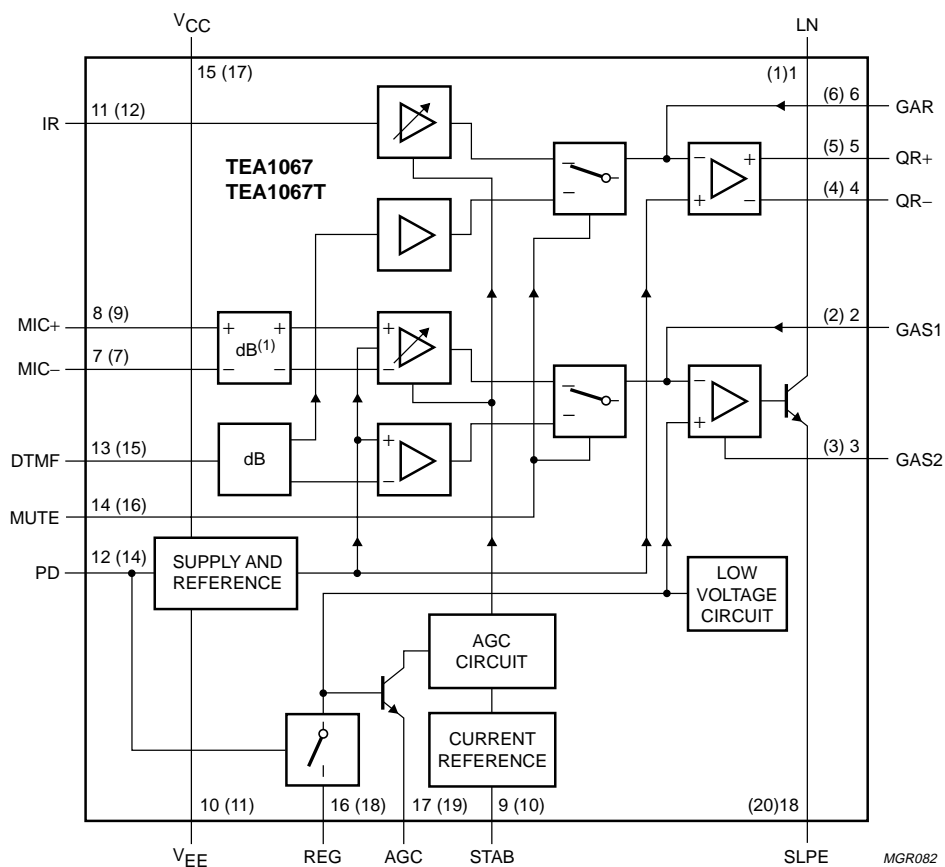 VCC
LN
15 (17)
(1)1
11 (12)
IR
(6) 6
GAR
TEA1067
TEA1067T
(5) 5
QR+
(4) 4
QR−
− −
− +
+ −
8 (9)
MIC+
7 (7)
MIC−
+ +
dB(1)
− −
+
−
(2) 2
GAS1
− −
−
+
13 (15)
DTMF
dB
+
−
(3) 3
GAS2
14 (16)
MUTE
12 (14)
PD
SUPPLY AND
REFERENCE
LOW
VOLTAGE
CIRCUIT
AGC
CIRCUIT
CURRENT
REFERENCE
10 (11)
16 (18)
17 (19)
9 (10)
(20)18
VEE
REG
AGC
STAB
SLPE
MGR082